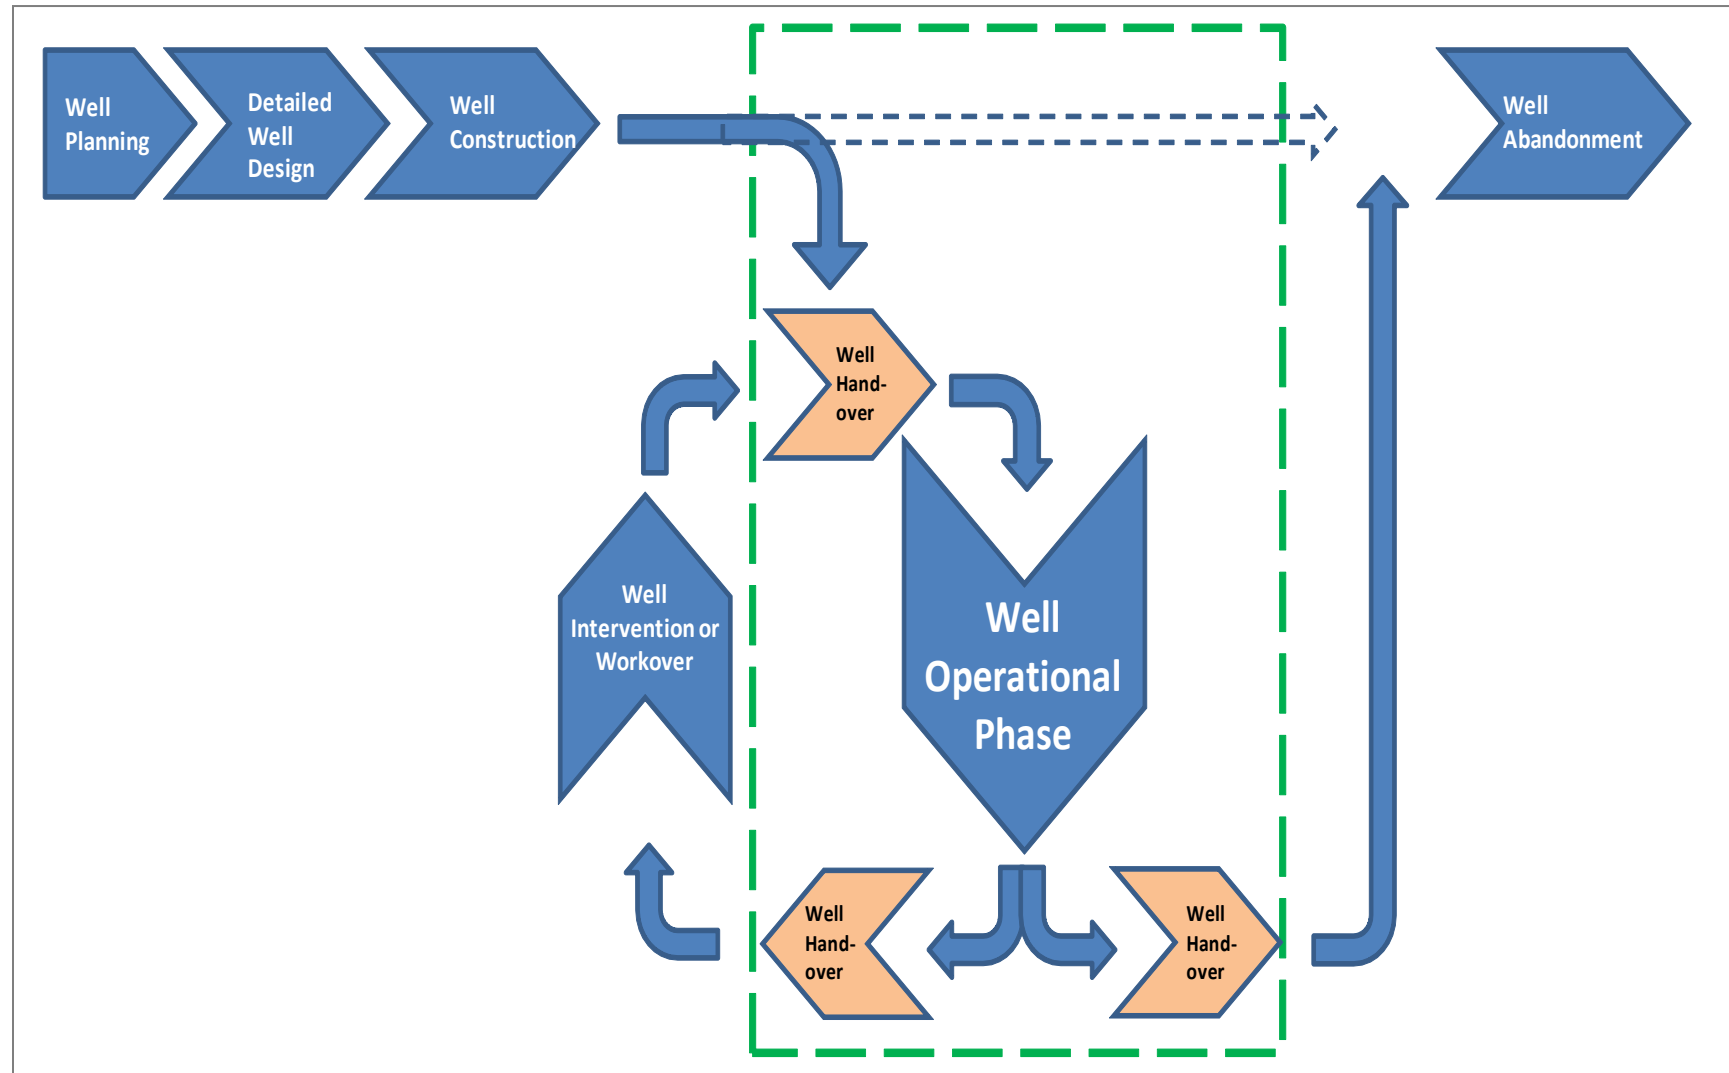 Well
Planning
Detailed
Well
Design
Well
Construction
Well
Abandonment
Well
Hand-
over
Well
Intervention or
Workover
Well
Operational
Phase
Well
Hand-
over
Well
Hand-
over